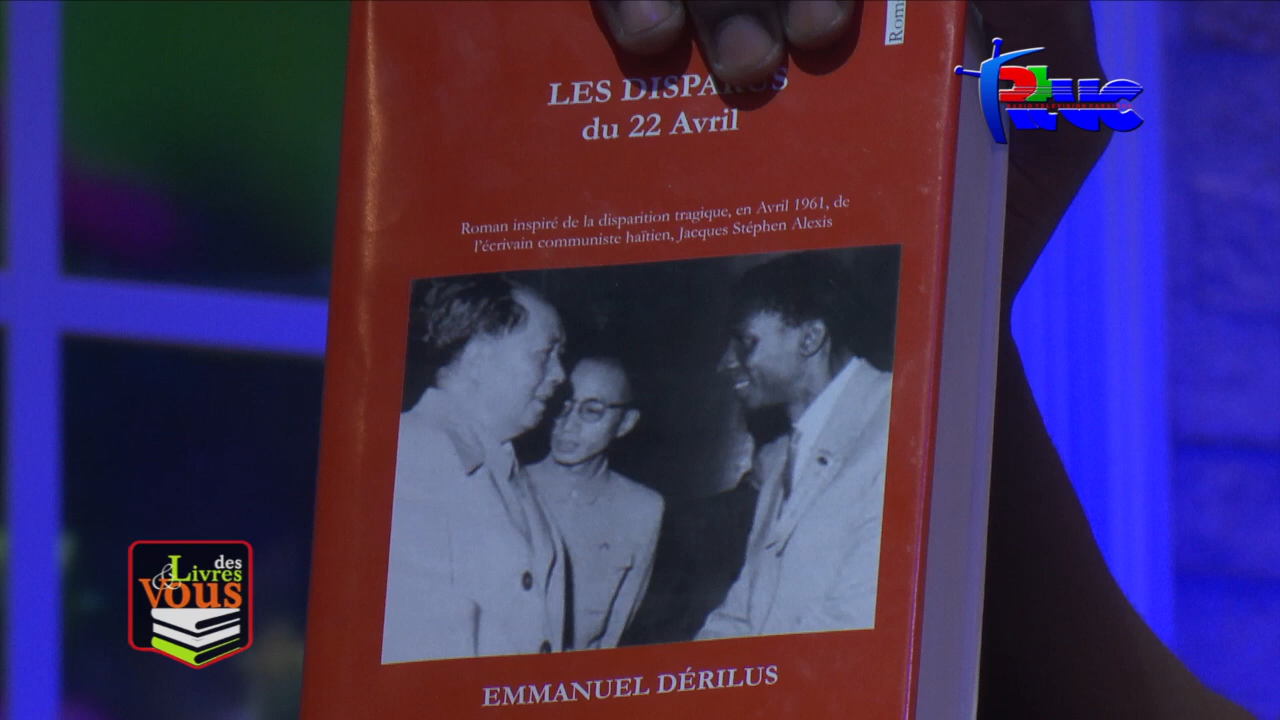 Rom
LES DISPARUS
du 22 Avril
Roman inspiré de la disparition tragique, en Avril 1961, de
l'écrivain communiste haïtien, Jacques Stéphen Alexis
EMMANUEL DÉRILUS
des
Livres
& Vous